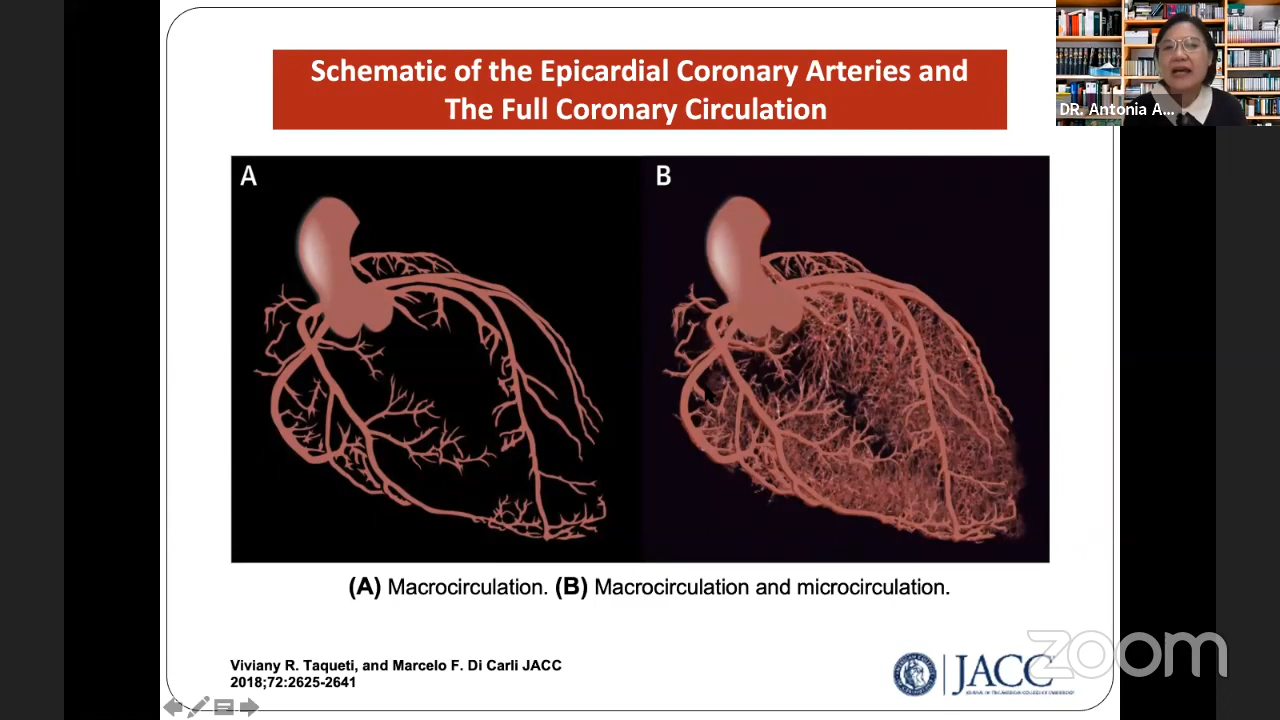 Schematic of the Epicardial Coronary Arteries and
The Full Coronary Circulation
DR. Antonia A...
A
B
(A) Macrocirculation. (B) Macrocirculation and microcirculation.
Viviany R. Taqueti, and Marcelo F. Di Carli JACC
2018;72:2625-2641
JACC
zoom